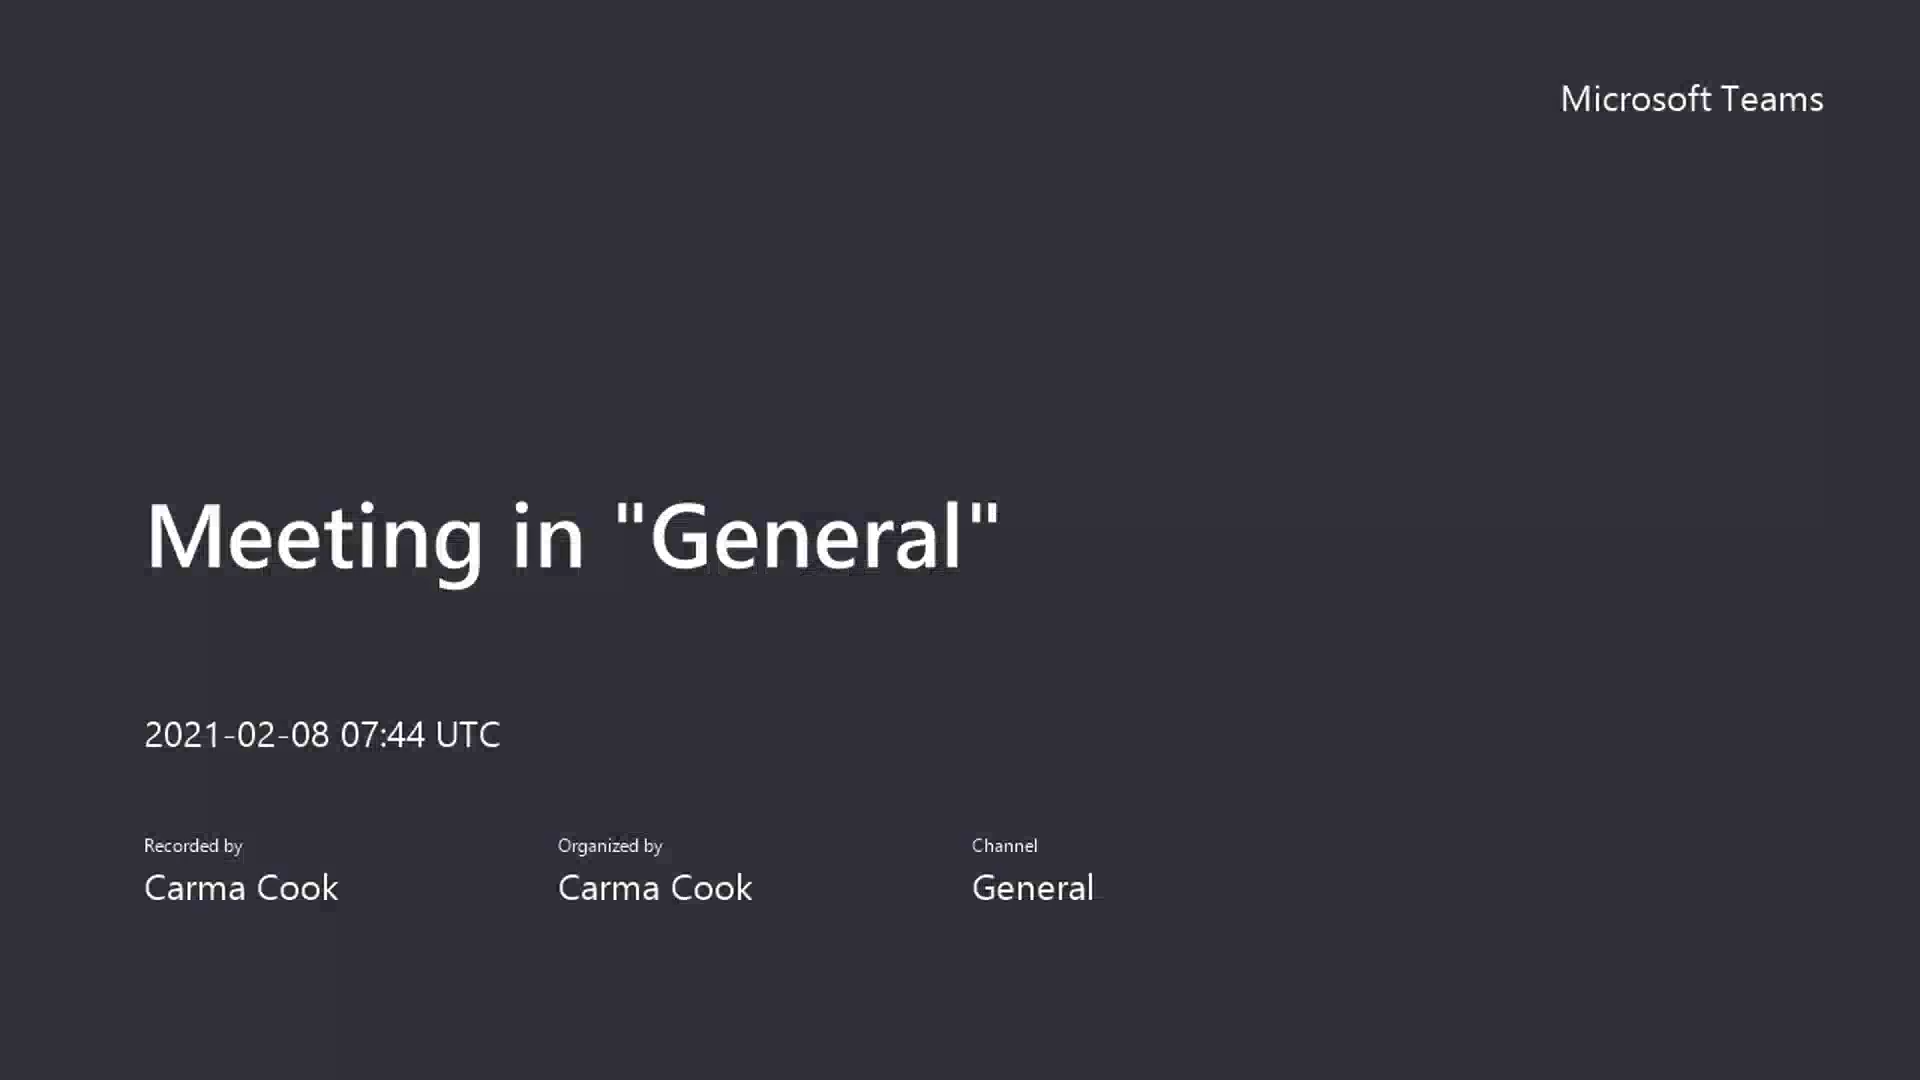 Microsoft Teams
Meeting in "General"
2021-02-08 07:44 UTC
Recorded by
Carma Cook
Organized by
Carma Cook
Channel
General